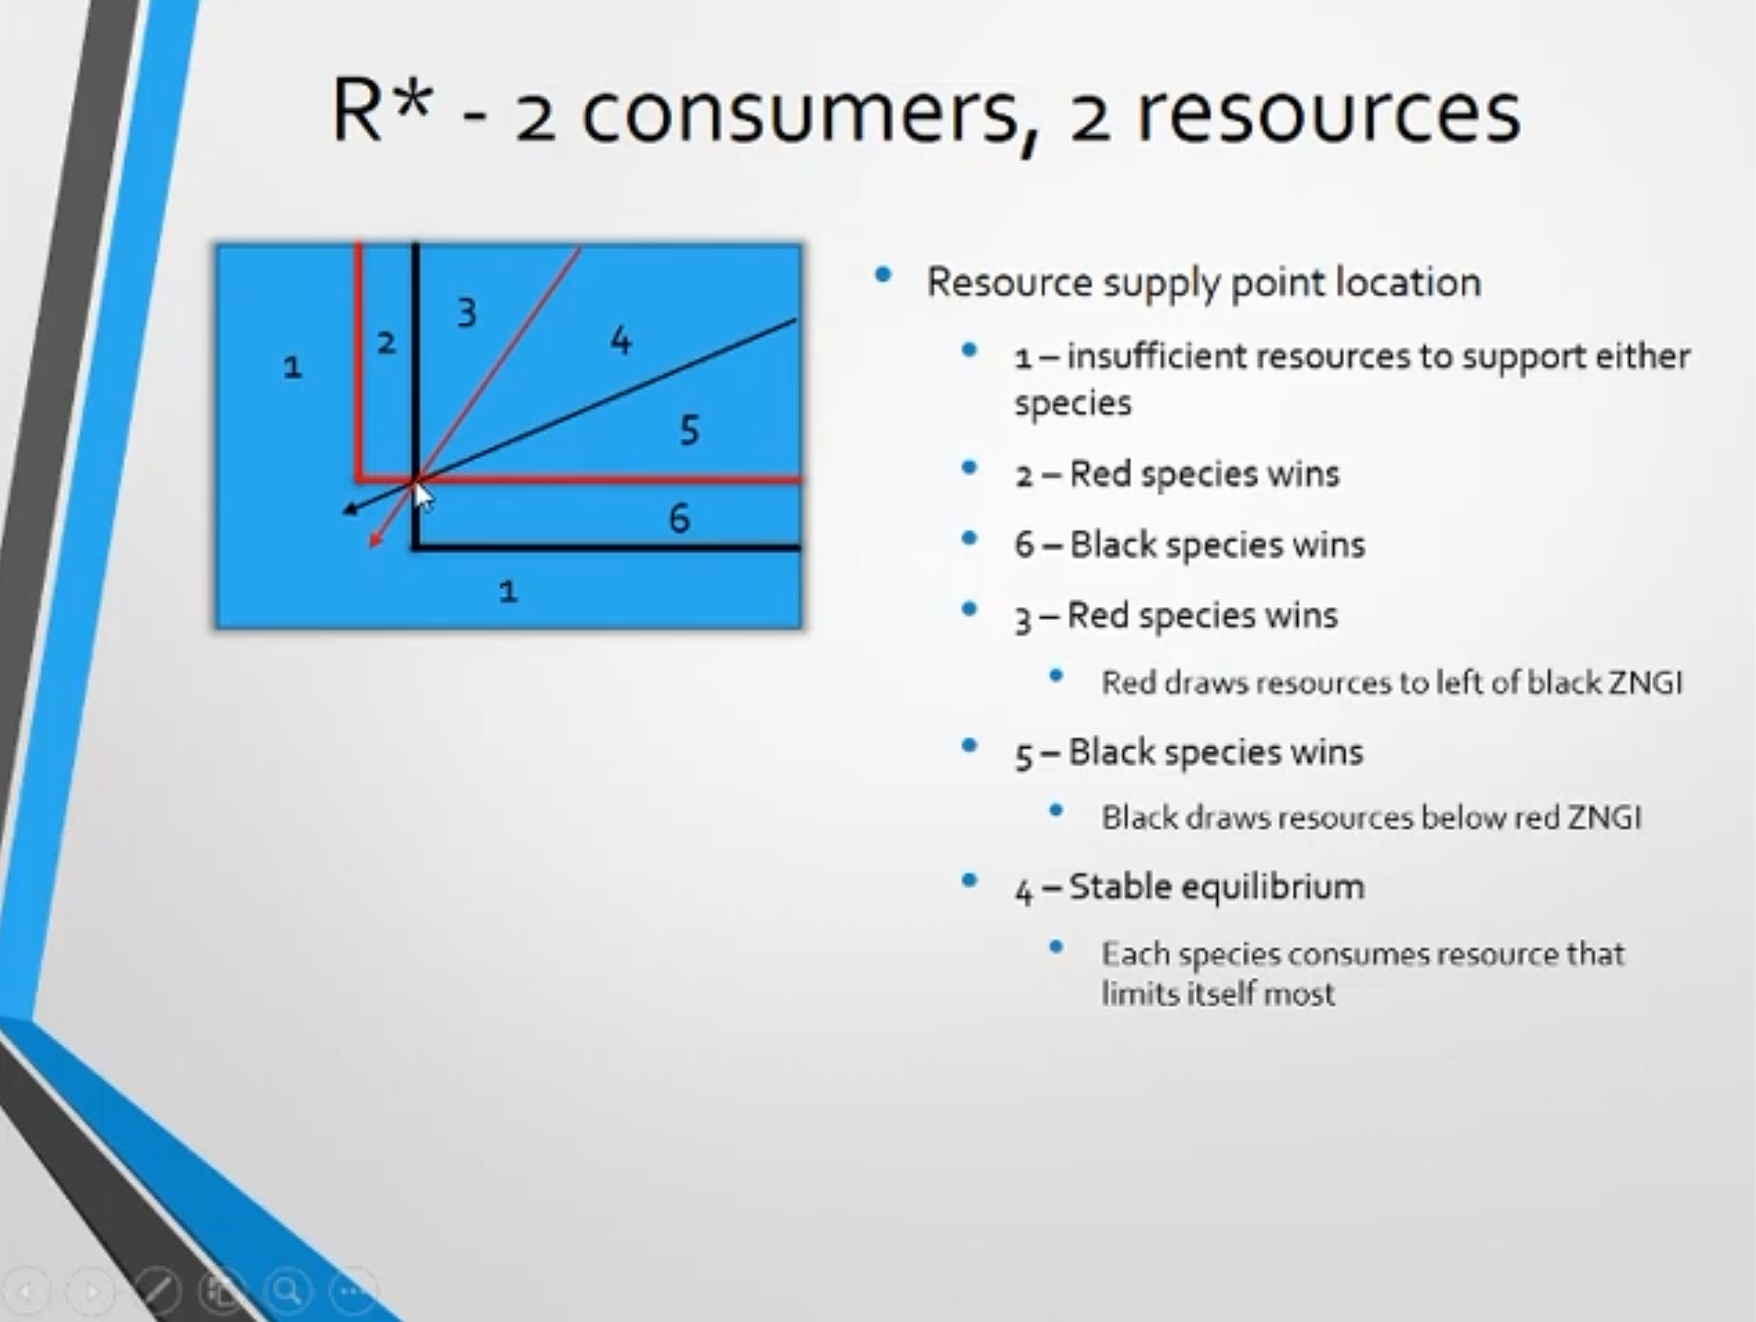 R* - 2 consumers, 2 resources
1
2
3
4
5
6
1
Resource supply point location
1 – insufficient resources to support either
species
2 – Red species wins
6 – Black species wins
3 – Red species wins
Red draws resources to left of black ZNGI
5 – Black species wins
Black draws resources below red ZNGI
4 – Stable equilibrium
Each species consumes resource that
limits itself most